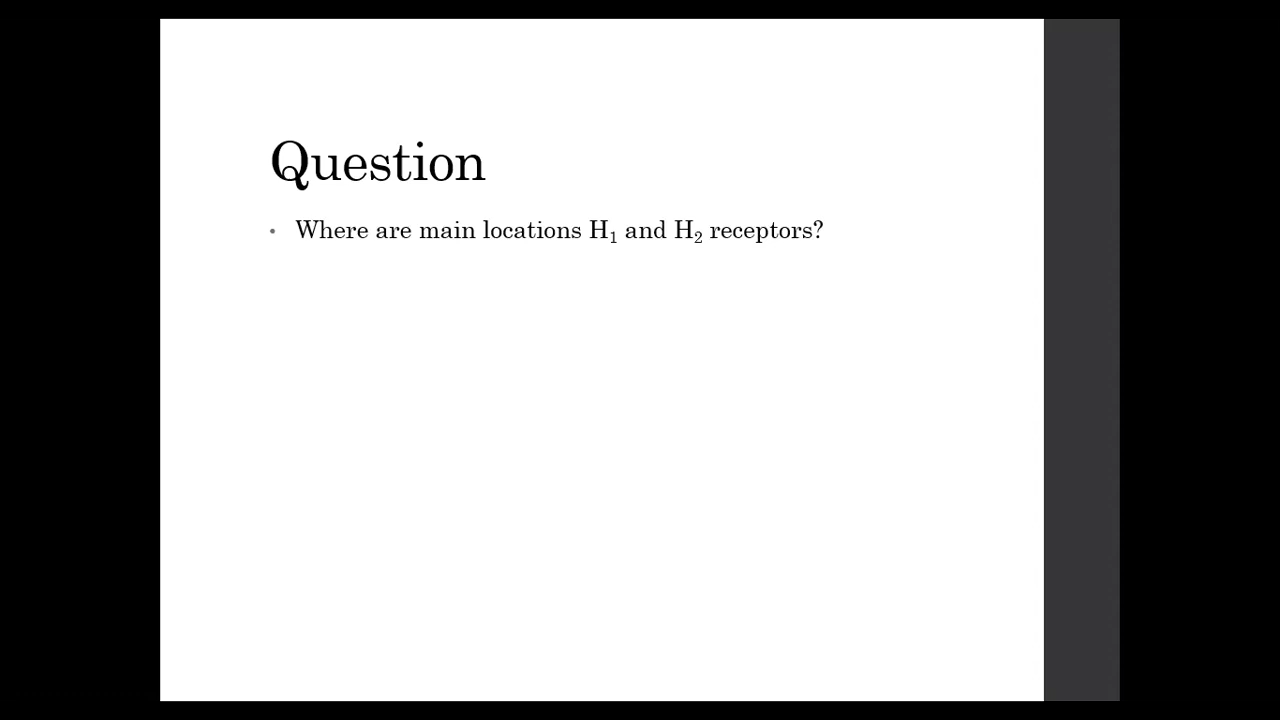 Question
• Where are main locations H₁ and H₂ receptors?